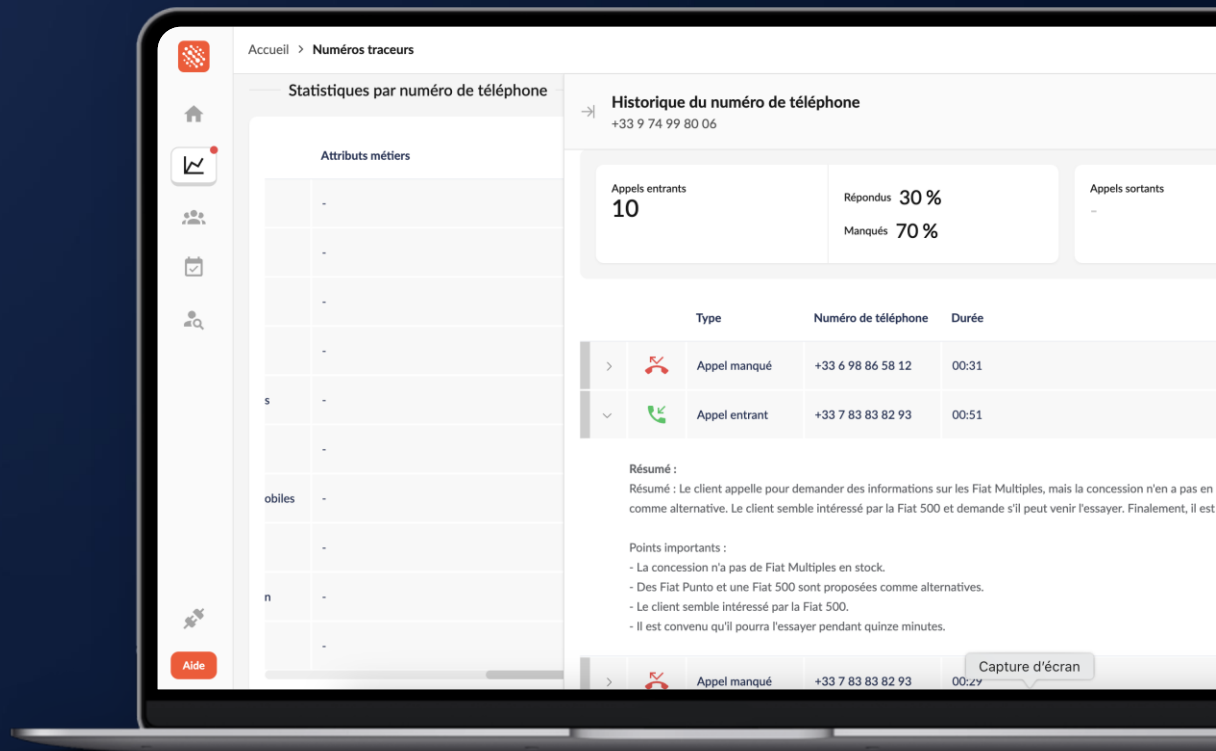 Accueil > Numéros traceurs
Statistiques par numéro de téléphone
Attributs métiers
-
-
-
-
s -
-
obiles -
-
n -
-
Aide
Historique du numéro de téléphone
+33 9 74 99 80 06
Appels entrants
10
Répondus 30 %
Manqués 70 %
Appels sortants
–
Type Numéro de téléphone Durée
Appel manqué +33 6 98 86 58 12 00:31
Appel entrant +33 7 83 83 82 93 00:51
Résumé :
Résumé : Le client appelle pour demander des informations sur les Fiat Multiples, mais la concession n'en a pas en
comme alternative. Le client semble intéressé par la Fiat 500 et demande s'il peut venir l'essayer. Finalement, il est
Points importants :
- La concession n'a pas de Fiat Multiples en stock.
- Des Fiat Punto et une Fiat 500 sont proposées comme alternatives.
- Le client semble intéressé par la Fiat 500.
- Il est convenu qu'il pourra l'essayer pendant quinze minutes.
Appel manqué +33 7 83 83 82 93 00:29
Capture d'écran